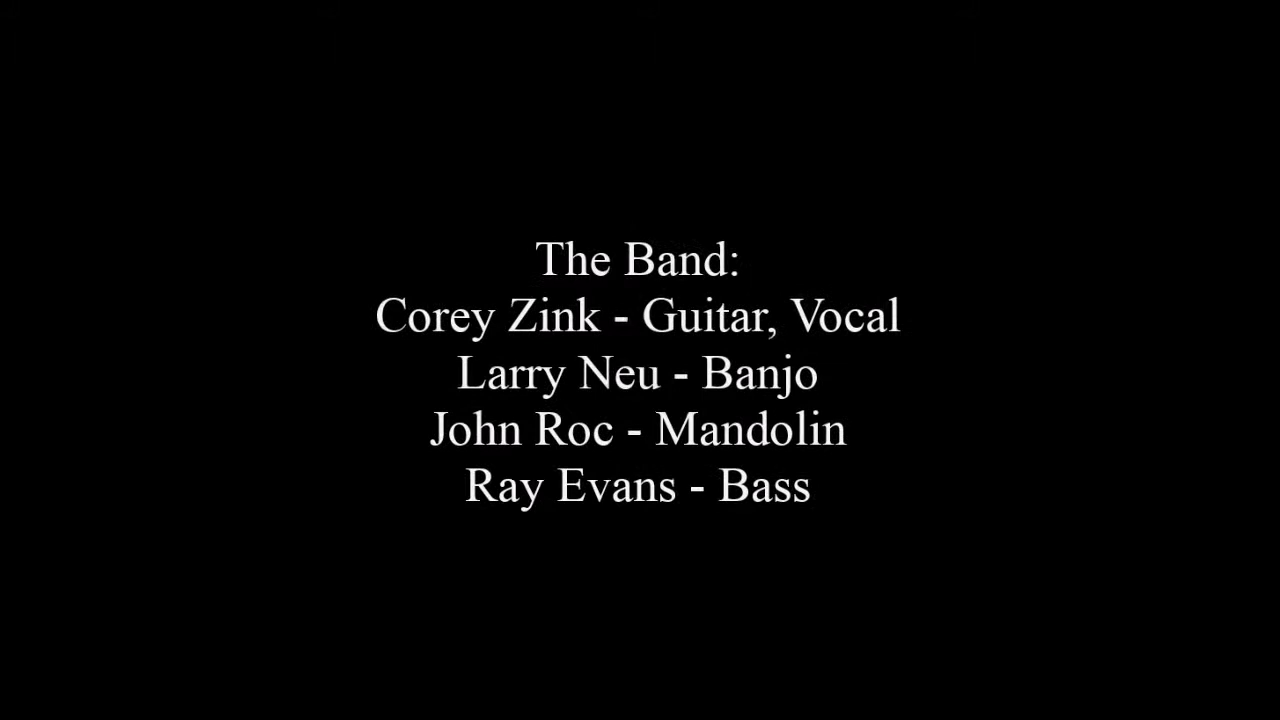 The Band:
Corey Zink - Guitar, Vocal
Larry Neu - Banjo
John Roc - Mandolin
Ray Evans - Bass